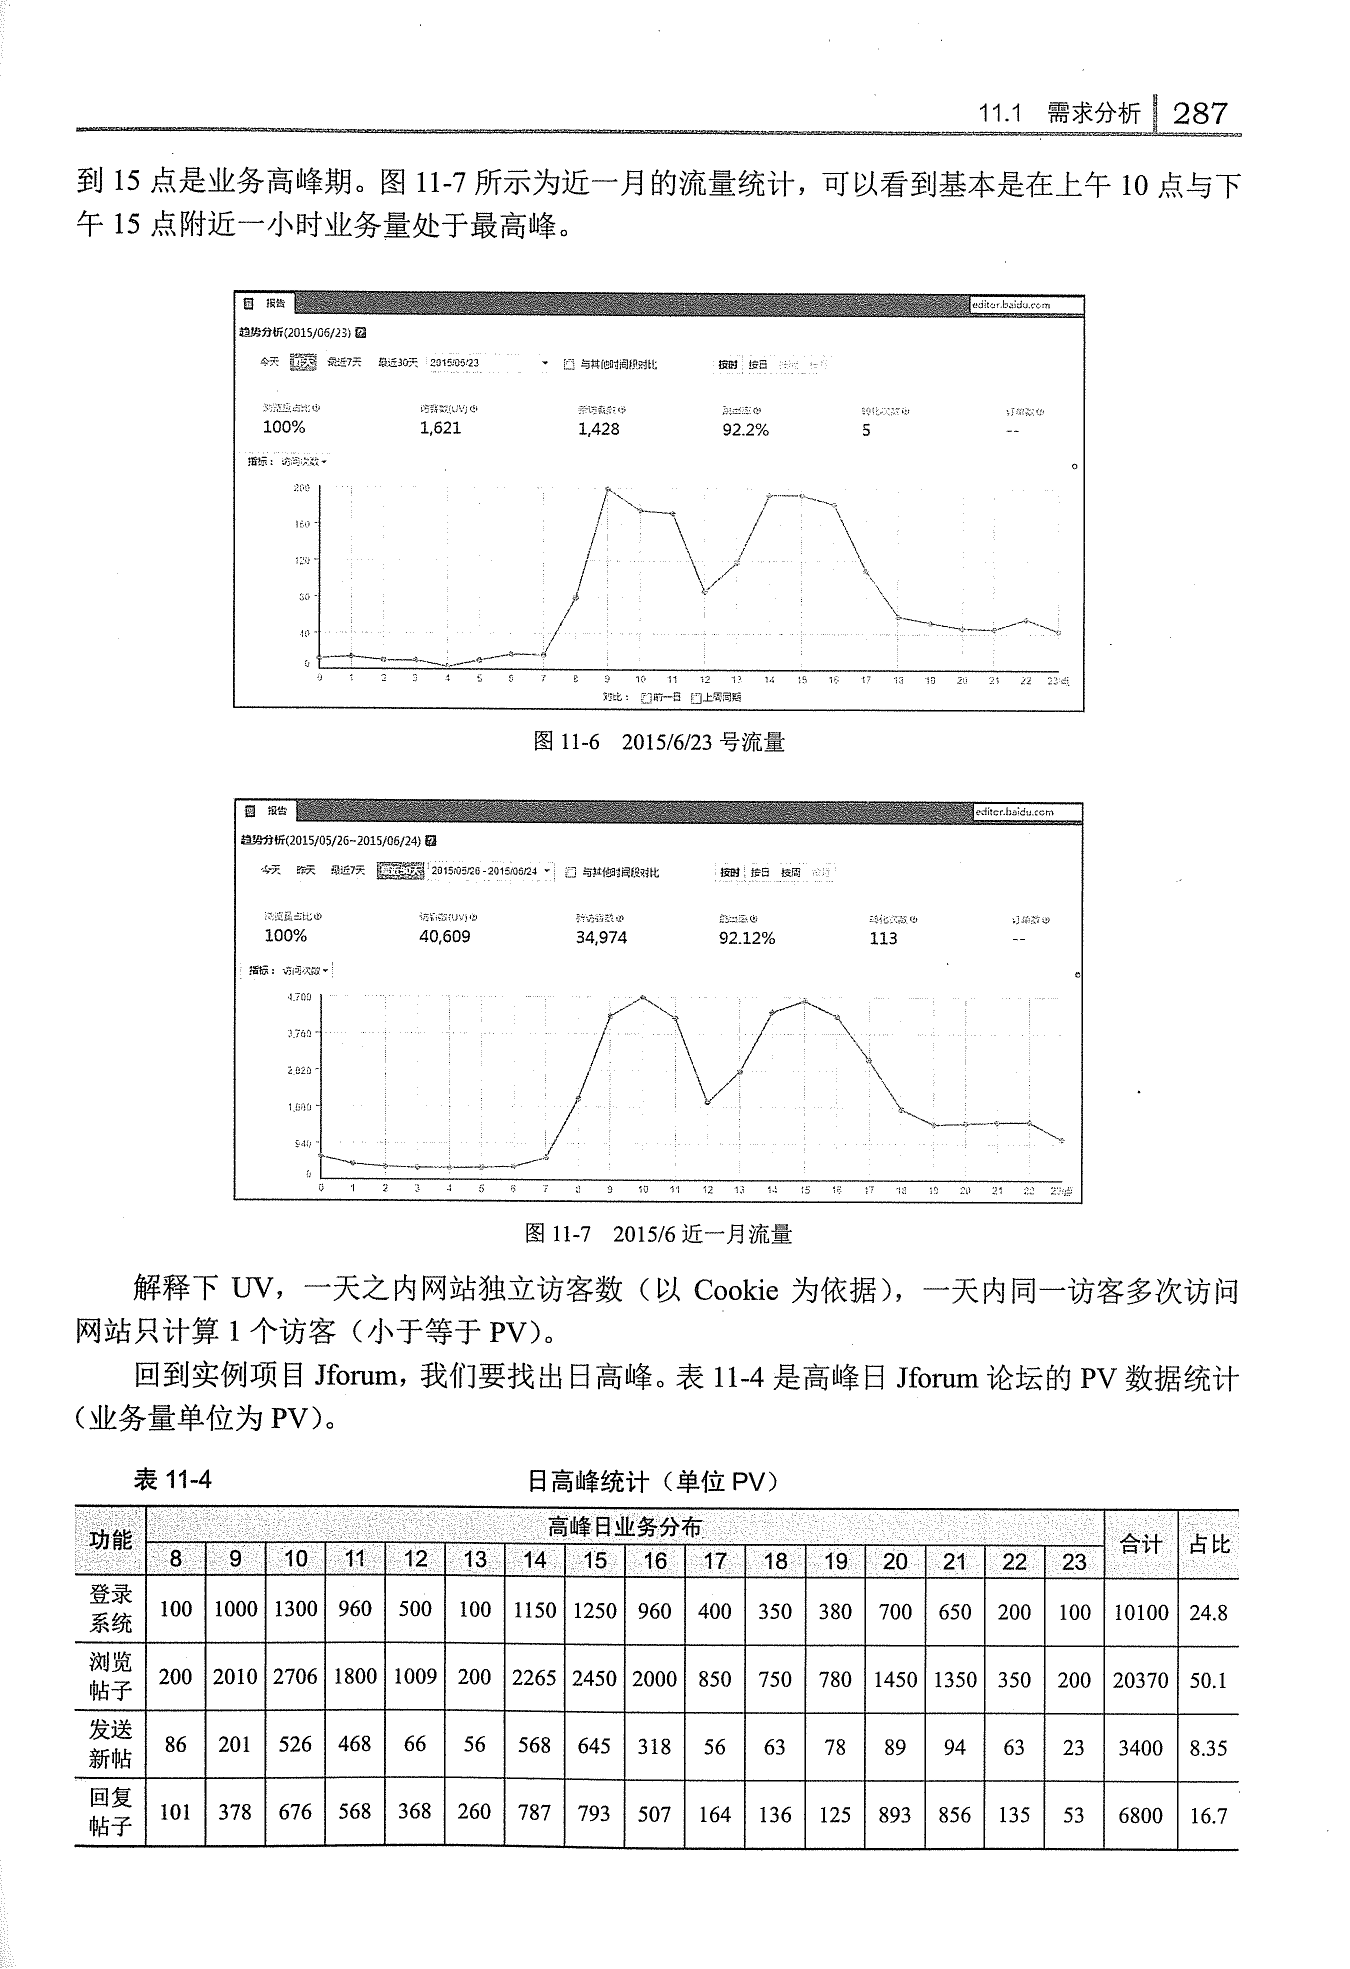 11.1 需求分析 287
到 15 点是业务高峰期。图 11-7 所示为近一月的流量统计，可以看到基本是在上午 10 点与下
午 15 点附近一小时业务量处于最高峰。
报告 editor.baidu.com
趋势分析(2015/06/23)
今天 昨天 最近7天 最近30天 2015/06/23 与其他时间段对比 按时 按日
浏览量占比 访客数(UV) 新访客数 跳出率 转化次数 订单数
100% 1,621 1,428 92.2% 5 --
指标： 访问次数
200
160
120
80
40
0
0 1 2 3 4 5 6 7 8 9 10 11 12 13 14 15 16 17 18 19 20 21 22 23点
对比： 前一日 上周同期
图 11-6 2015/6/23 号流量
报告 editor.baidu.com
趋势分析(2015/05/26~2015/06/24)
今天 昨天 最近7天 最近30天 2015/05/26 - 2015/06/24 与其他时间段对比 按时 按日 按周
浏览量占比 访客数(UV) 新访客数 跳出率 转化次数 订单数
100% 40,609 34,974 92.12% 113 --
指标： 访问次数
4,700
3,760
2,820
1,880
940
0
0 1 2 3 4 5 6 7 8 9 10 11 12 13 14 15 16 17 18 19 20 21 22 23点
图 11-7 2015/6 近一月流量
解释下 UV，一天之内网站独立访客数（以 Cookie 为依据），一天内同一访客多次访问
网站只计算 1 个访客（小于等于 PV）。
回到实例项目 Jforum，我们要找出日高峰。表 11-4 是高峰日 Jforum 论坛的 PV 数据统计
（业务量单位为 PV）。
表 11-4 日高峰统计（单位 PV）
功能 高峰日业务分布 合计 占比
8 9 10 11 12 13 14 15 16 17 18 19 20 21 22 23
登录系统 100 1000 1300 960 500 100 1150 1250 960 400 350 380 700 650 200 100 10100 24.8
浏览帖子 200 2010 2706 1800 1009 200 2265 2450 2000 850 750 780 1450 1350 350 200 20370 50.1
发送新帖 86 201 526 468 66 56 568 645 318 56 63 78 89 94 63 23 3400 8.35
回复帖子 101 378 676 568 368 260 787 793 507 164 136 125 893 856 135 53 6800 16.7